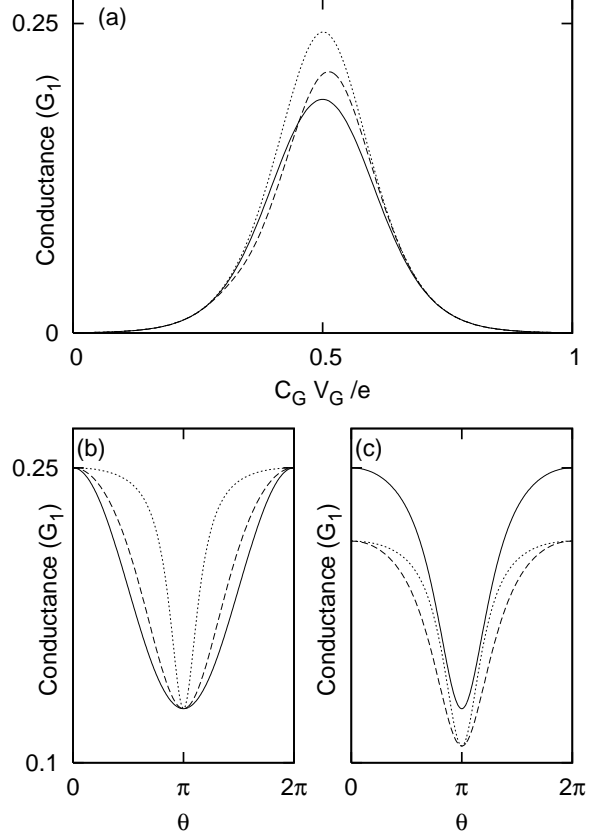 (a)
0.25
Conductance (G1)
0
0 0.5 1
CG VG /e
(b) (c)
0.25
Conductance (G1) Conductance (G1)
0.1
0 π 2π 0 π 2π
θ θ